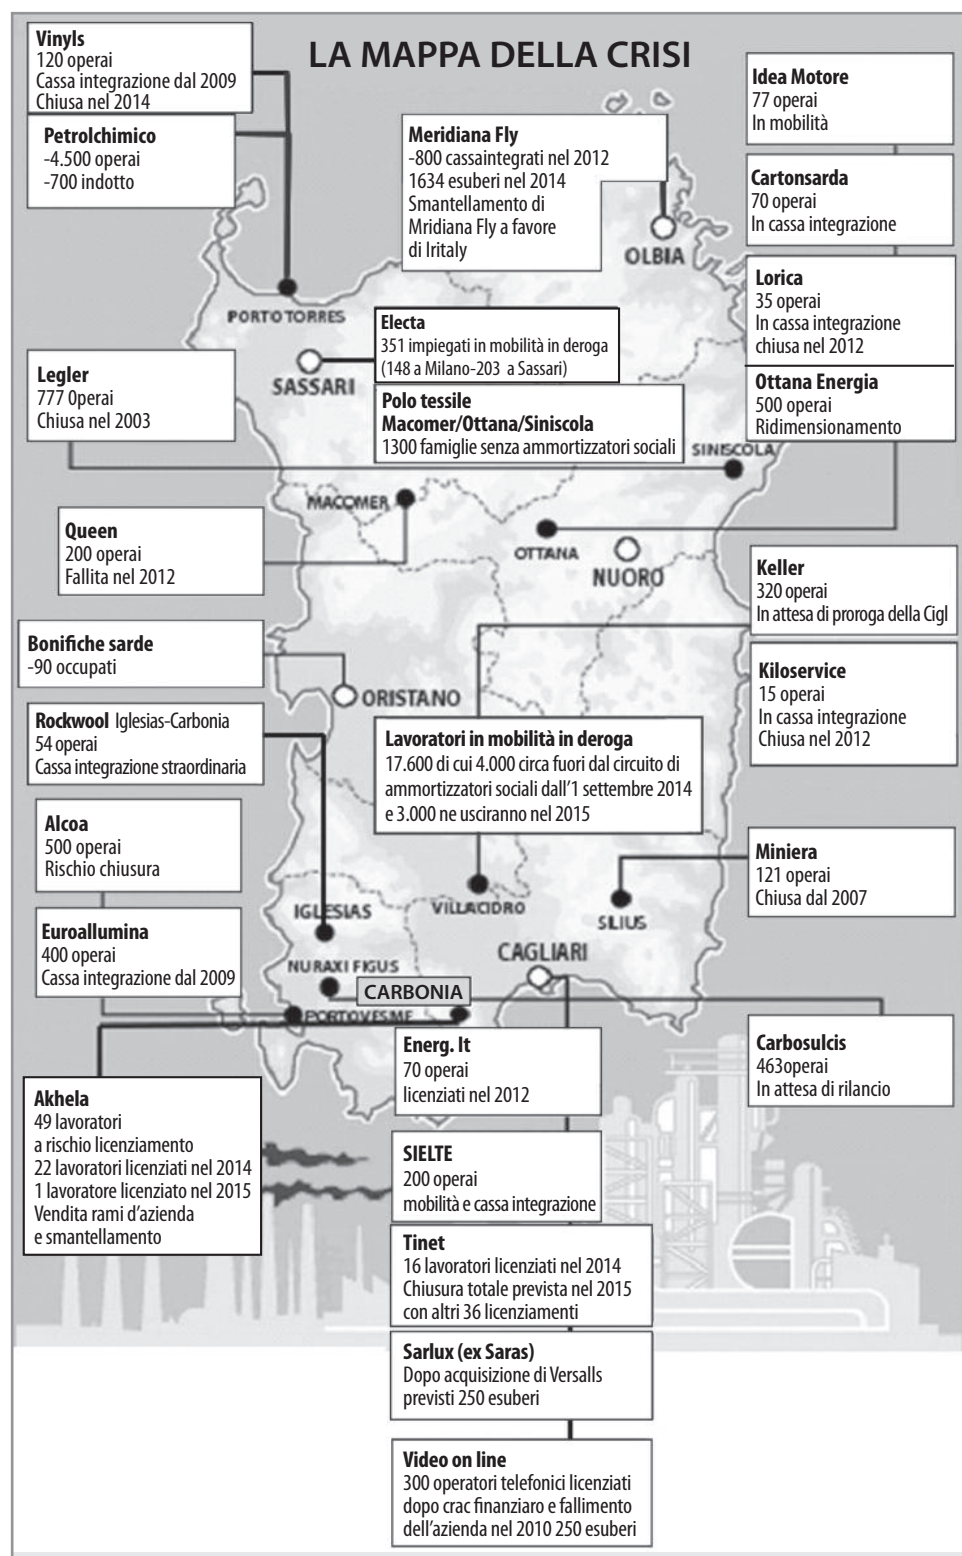 LA MAPPA DELLA CRISI
Vinyls
120 operai
Cassa integrazione dal 2009
Chiusa nel 2014
Petrolchimico
-4.500 operai
-700 indotto
Meridiana Fly
-800 cassaintegrati nel 2012
1634 esuberi nel 2014
Smantellamento di
Mridiana Fly a favore
di Iritaly
Idea Motore
77 operai
In mobilità
Cartonsarda
70 operai
In cassa integrazione
Lorica
35 operai
In cassa integrazione
chiusa nel 2012
Ottana Energia
500 operai
Ridimensionamento
OLBIA
PORTO TORRES
SASSARI
Electa
351 impiegati in mobilità in deroga
(148 a Milano-203 a Sassari)
Legler
777 0perai
Chiusa nel 2003
Polo tessile
Macomer/Ottana/Siniscola
1300 famiglie senza ammortizzatori sociali
SINISCOLA
MACOMER
OTTANA
NUORO
Queen
200 operai
Fallita nel 2012
Keller
320 operai
In attesa di proroga della Cigl
Bonifiche sarde
-90 occupati
ORISTANO
Kiloservice
15 operai
In cassa integrazione
Chiusa nel 2012
Rockwool Iglesias-Carbonia
54 operai
Cassa integrazione straordinaria
Lavoratori in mobilità in deroga
17.600 di cui 4.000 circa fuori dal circuito di
ammortizzatori sociali dall'1 settembre 2014
e 3.000 ne usciranno nel 2015
Alcoa
500 operai
Rischio chiusura
Miniera
121 operai
Chiusa dal 2007
IGLESIAS
VILLACIDRO
SILIUS
Euroallumina
400 operai
Cassa integrazione dal 2009
NURAXI FIGUS
CAGLIARI
CARBONIA
PORTOVESME
Energ. It
70 operai
licenziati nel 2012
Carbosulcis
463operai
In attesa di rilancio
Akhela
49 lavoratori
a rischio licenziamento
22 lavoratori licenziati nel 2014
1 lavoratore licenziato nel 2015
Vendita rami d'azienda
e smantellamento
SIELTE
200 operai
mobilità e cassa integrazione
Tinet
16 lavoratori licenziati nel 2014
Chiusura totale prevista nel 2015
con altri 36 licenziamenti
Sarlux (ex Saras)
Dopo acquisizione di Versalls
previsti 250 esuberi
Video on line
300 operatori telefonici licenziati
dopo crac finanziaro e fallimento
dell'azienda nel 2010 250 esuberi